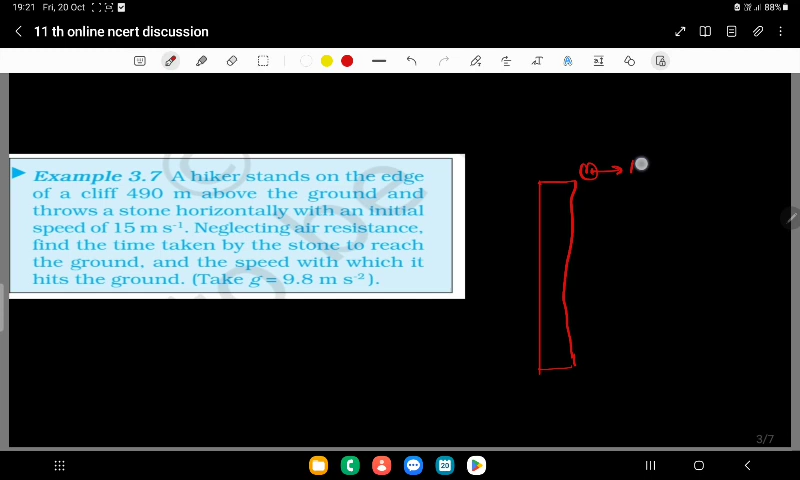 19:21 Fri, 20 Oct
88%
11 th online ncert discussion
Example 3.7 A hiker stands on the edge
of a cliff 490 m above the ground and
throws a stone horizontally with an initial
speed of 15 m s⁻¹. Neglecting air resistance,
find the time taken by the stone to reach
the ground, and the speed with which it
hits the ground. (Take g = 9.8 m s⁻²).
m
3/7
20